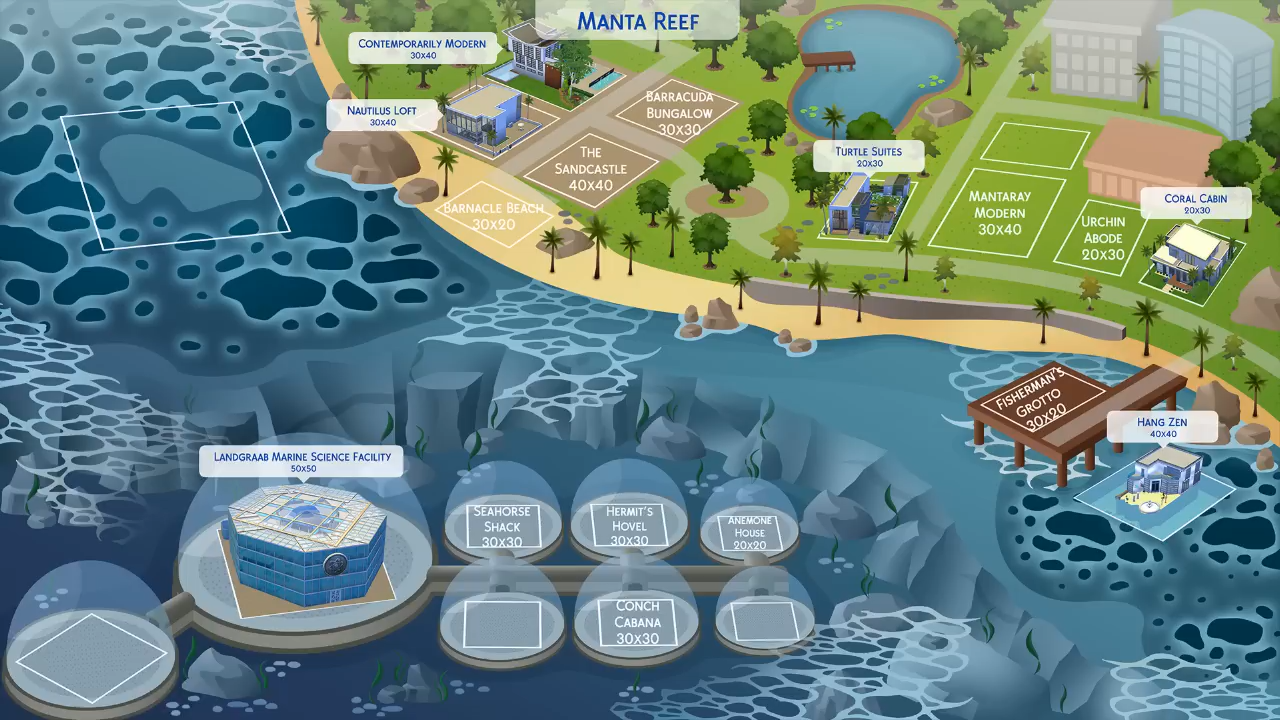 MANTA REEF
CONTEMPORARILY MODERN
30X40
NAUTILUS LOFT
30X40
BARRACUDA
BUNGALOW
30X30
THE
SANDCASTLE
40X40
BARNACLE BEACH
30X20
TURTLE SUITES
20X30
MANTARAY
MODERN
30X40
URCHIN
ABODE
20X30
CORAL CABIN
20X30
FISHERMAN'S
GROTTO
30X20
HANG ZEN
40X40
LANDGRAAB MARINE SCIENCE FACILITY
50X50
SEAHORSE
SHACK
30X30
HERMIT'S
HOVEL
30X30
ANEMONE
HOUSE
20X20
CONCH
CABANA
30X30